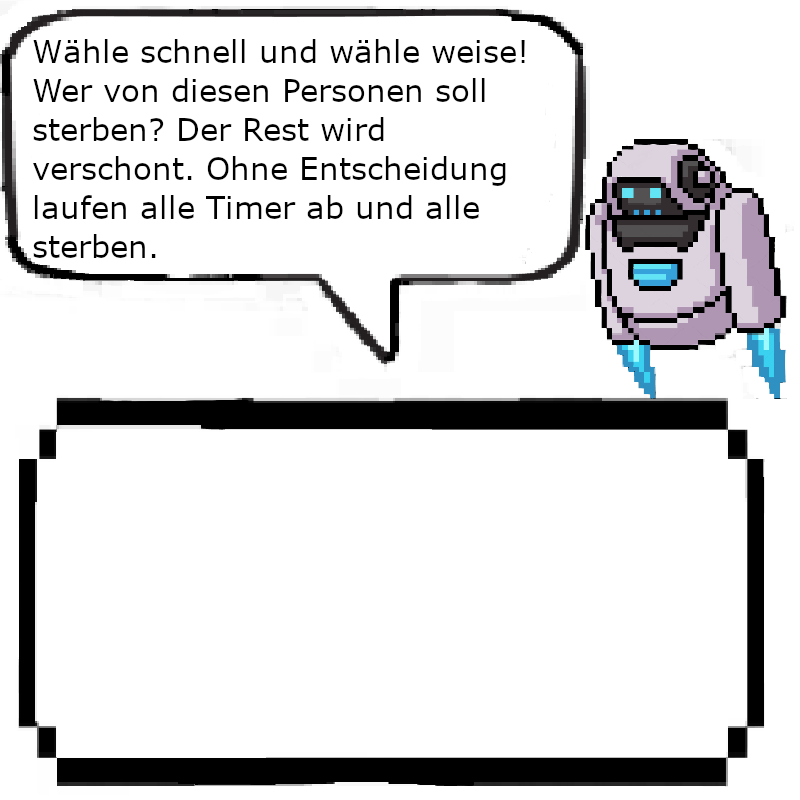 Wähle schnell und wähle weise!
Wer von diesen Personen soll
sterben? Der Rest wird
verschont. Ohne Entscheidung
laufen alle Timer ab und alle
sterben.